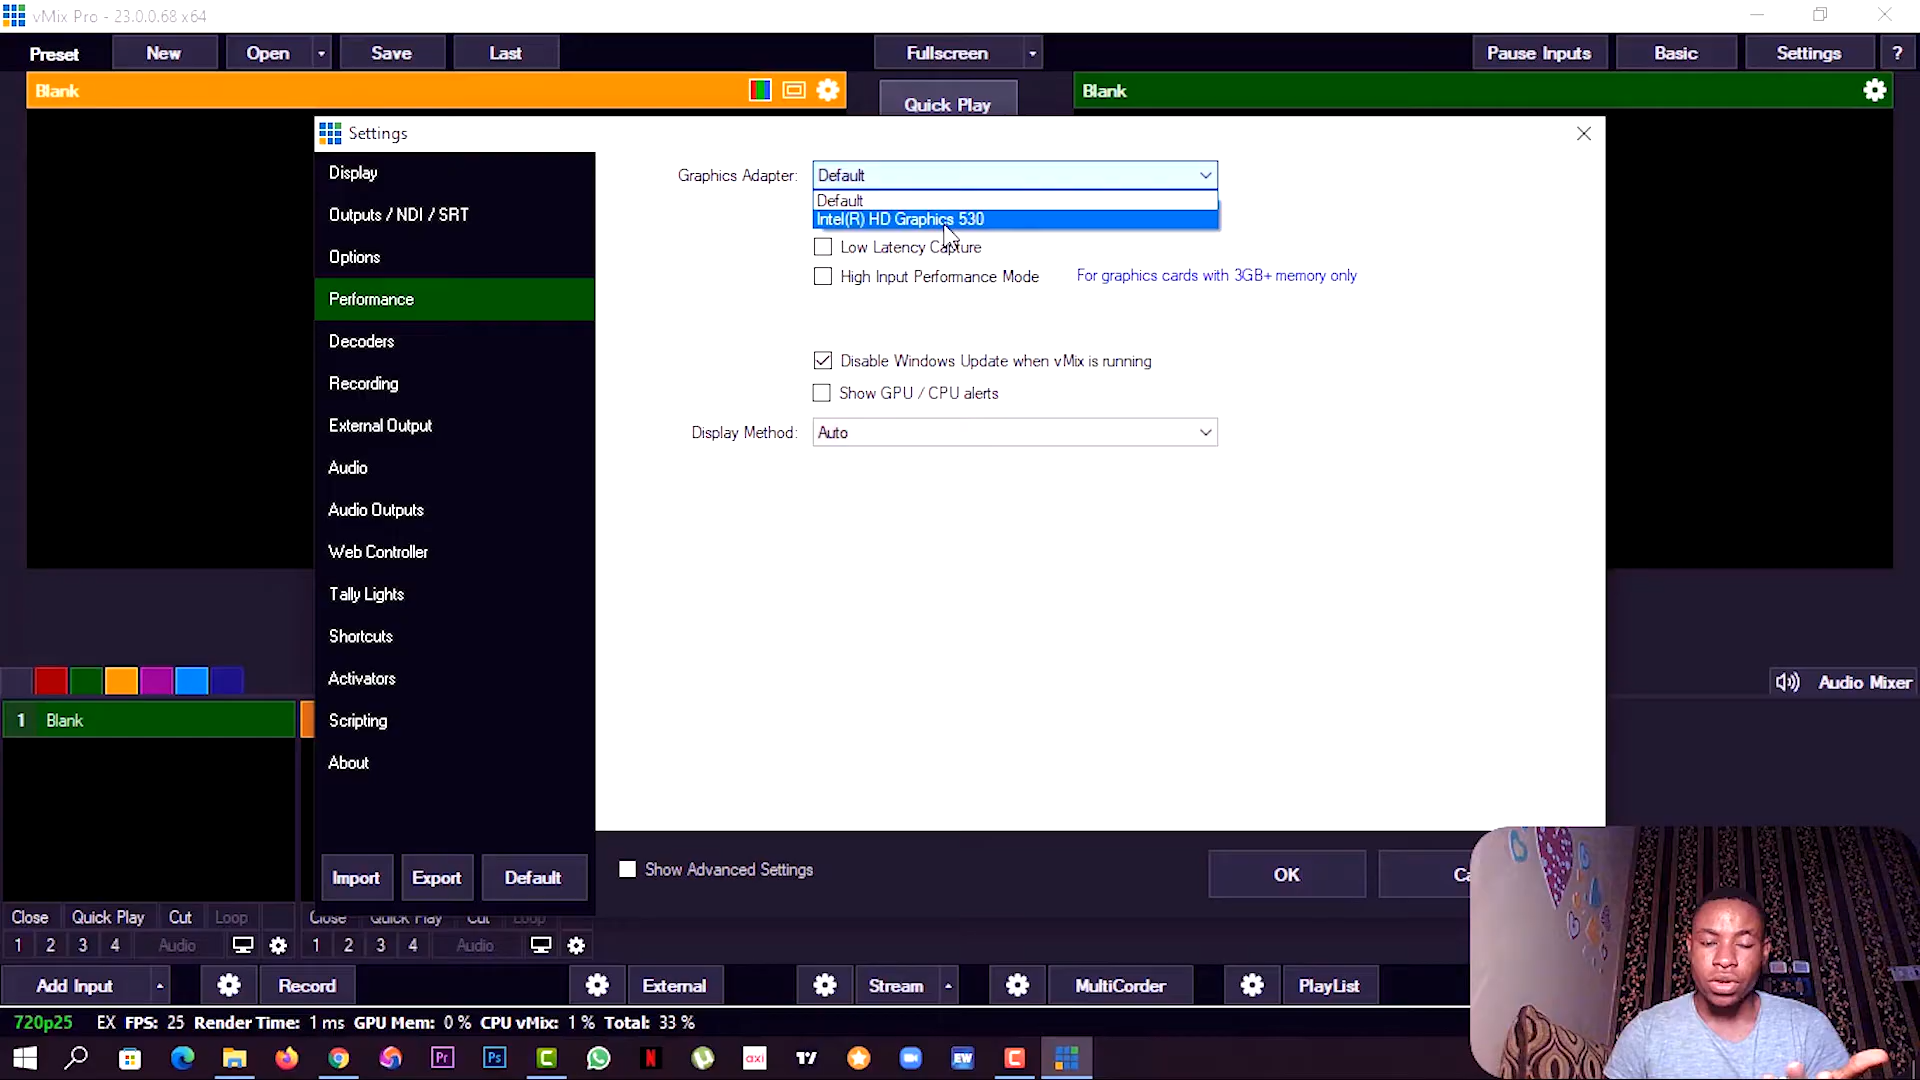 vMix Pro - 23.0.0.68 x64
Preset New Open Save Last Fullscreen Pause Inputs Basic Settings ?
Blank Quick Play Blank
Settings
Display
Outputs / NDI / SRT
Options
Performance
Decoders
Recording
External Output
Audio
Audio Outputs
Web Controller
Tally Lights
Shortcuts
Activators
Scripting
About
Graphics Adapter: Default
Default
Intel(R) HD Graphics 530
Low Latency Capture
High Input Performance Mode For graphics cards with 3GB+ memory only
Disable Windows Update when vMix is running
Show GPU / CPU alerts
Display Method: Auto
Audio Mixer
1 Blank
Import Export Default Show Advanced Settings OK Ca
Close Quick Play Cut Loop Close Quick Play Cut Loop
1 2 3 4 Audio 1 2 3 4 Audio
Add Input Record External Stream MultiCorder PlayList
720p25 EX FPS: 25 Render Time: 1 ms GPU Mem: 0 % CPU vMix: 1 % Total: 33 %
Pr Ps C N axi EW C